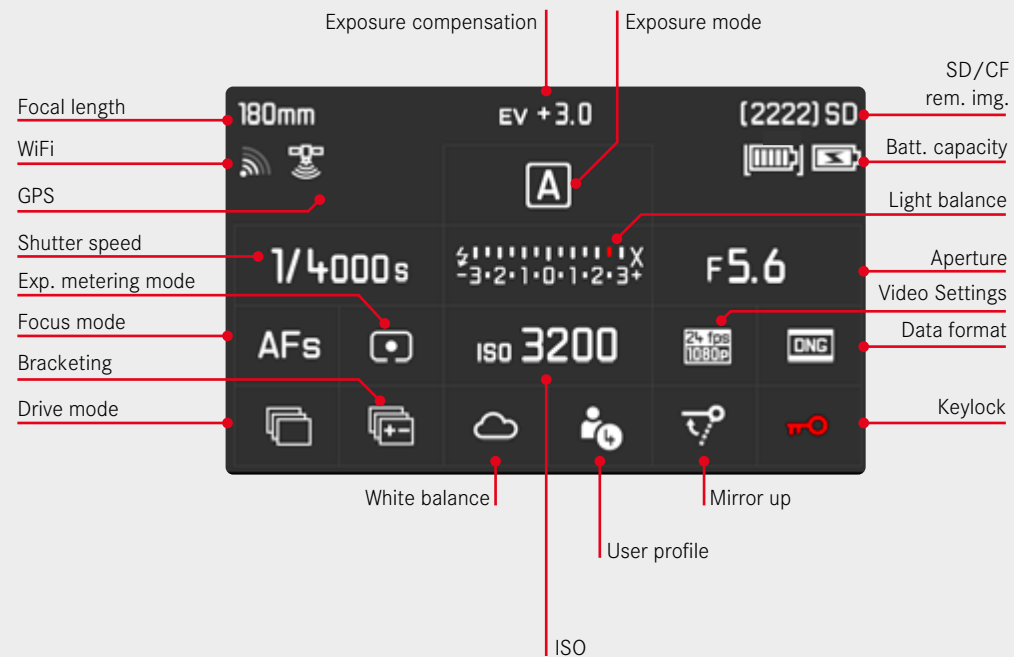 Exposure compensation
Exposure mode
SD/CF
rem. img.
Focal length
180mm
EV +3.0
(2222) SD
WiFi
Batt. capacity
A
GPS
Light balance
Shutter speed
1/4000s
X
-3·2·1·0·1·2·3+
F5.6
Aperture
Exp. metering mode
Video Settings
Focus mode
AFs
ISO 3200
24 fps
1080P
DNG
Data format
Bracketing
Drive mode
+-
4
Keylock
White balance
Mirror up
User profile
ISO